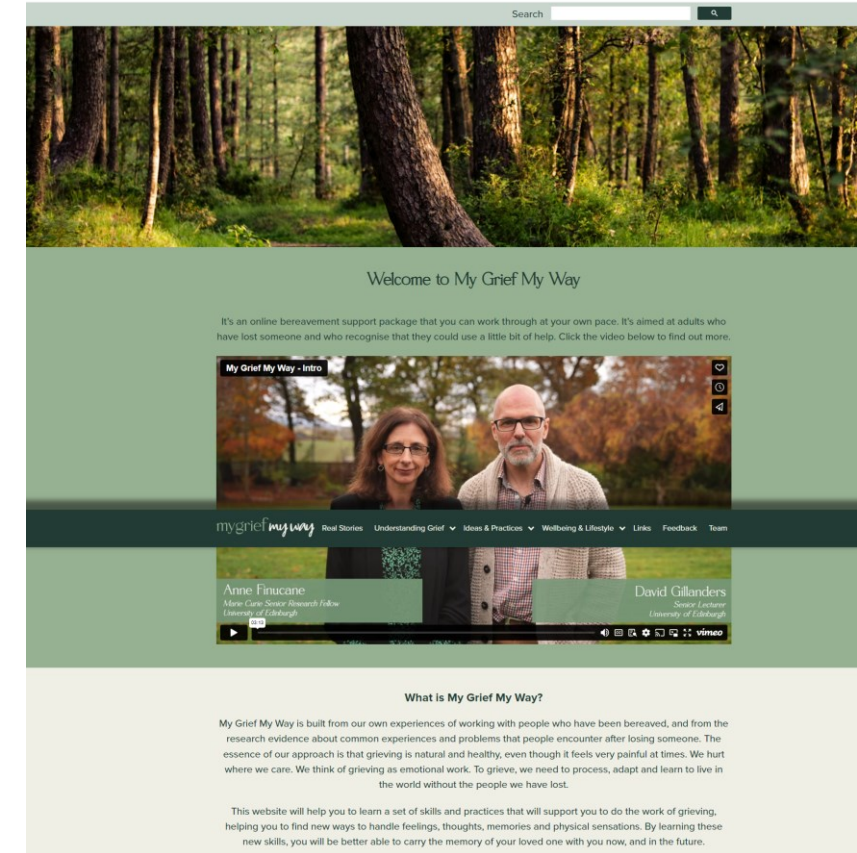 Search
Welcome to My Grief My Way
It's an online bereavement support package that you can work through at your own pace. It's aimed at adults who
have lost someone and who recognise that they could use a little bit of help. Click the video below to find out more.
My Grief My Way - Intro
mygrief my way Real Stories Understanding Grief Ideas & Practices Wellbeing & Lifestyle Links Feedback Team
Anne Finucane
Marie Curie Senior Research Fellow
University of Edinburgh
David Gillanders
Senior Lecturer
University of Edinburgh
03:13
vimeo
What is My Grief My Way?
My Grief My Way is built from our own experiences of working with people who have been bereaved, and from the
research evidence about common experiences and problems that people encounter after losing someone. The
essence of our approach is that grieving is natural and healthy, even though it feels very painful at times. We hurt
where we care. We think of grieving as emotional work. To grieve, we need to process, adapt and learn to live in
the world without the people we have lost.
This website will help you to learn a set of skills and practices that will support you to do the work of grieving,
helping you to find new ways to handle feelings, thoughts, memories and physical sensations. By learning these
new skills, you will be better able to carry the memory of your loved one with you now, and in the future.